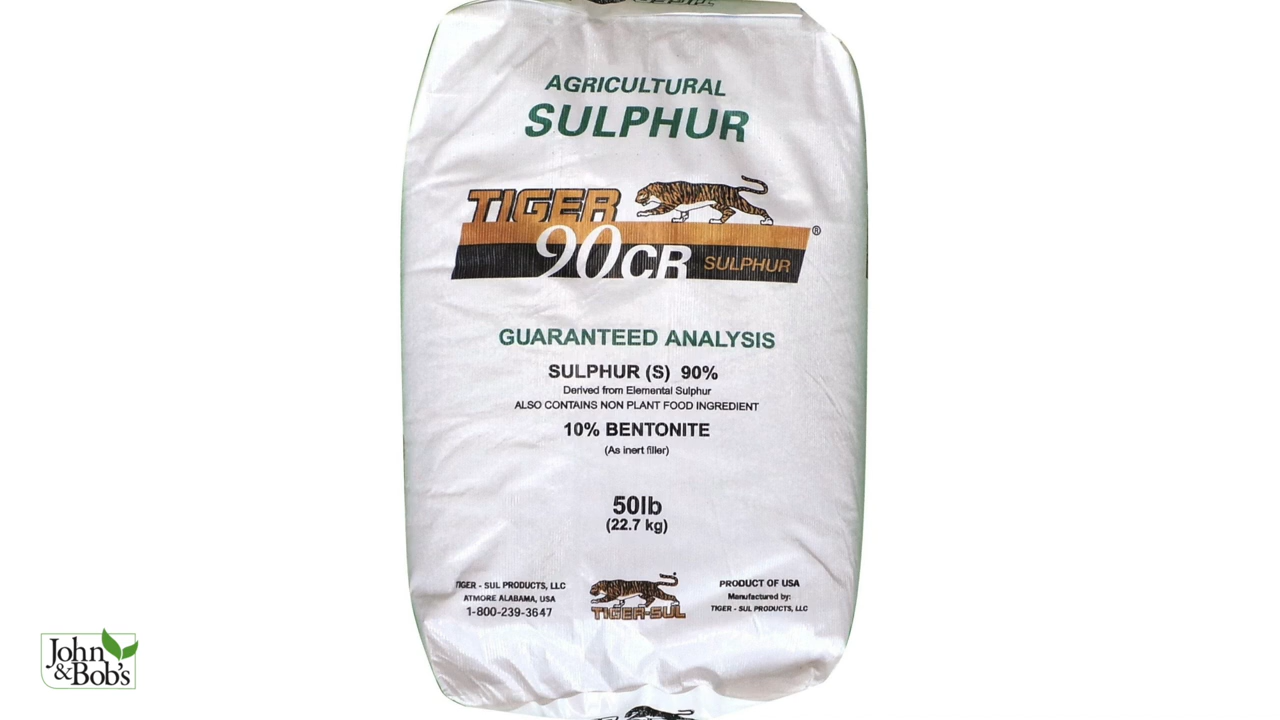 AGRICULTURAL
SULPHUR
TIGER
90CR SULPHUR®
GUARANTEED ANALYSIS
SULPHUR (S) 90%
Derived from Elemental Sulphur
ALSO CONTAINS NON PLANT FOOD INGREDIENT
10% BENTONITE
(As inert filler)
50lb
(22.7 kg)
TIGER - SUL PRODUCTS, LLC
ATMORE ALABAMA, USA
1-800-239-3647
TIGER-SUL
PRODUCT OF USA
Manufactured by:
TIGER - SUL PRODUCTS, LLC
John
&Bob's